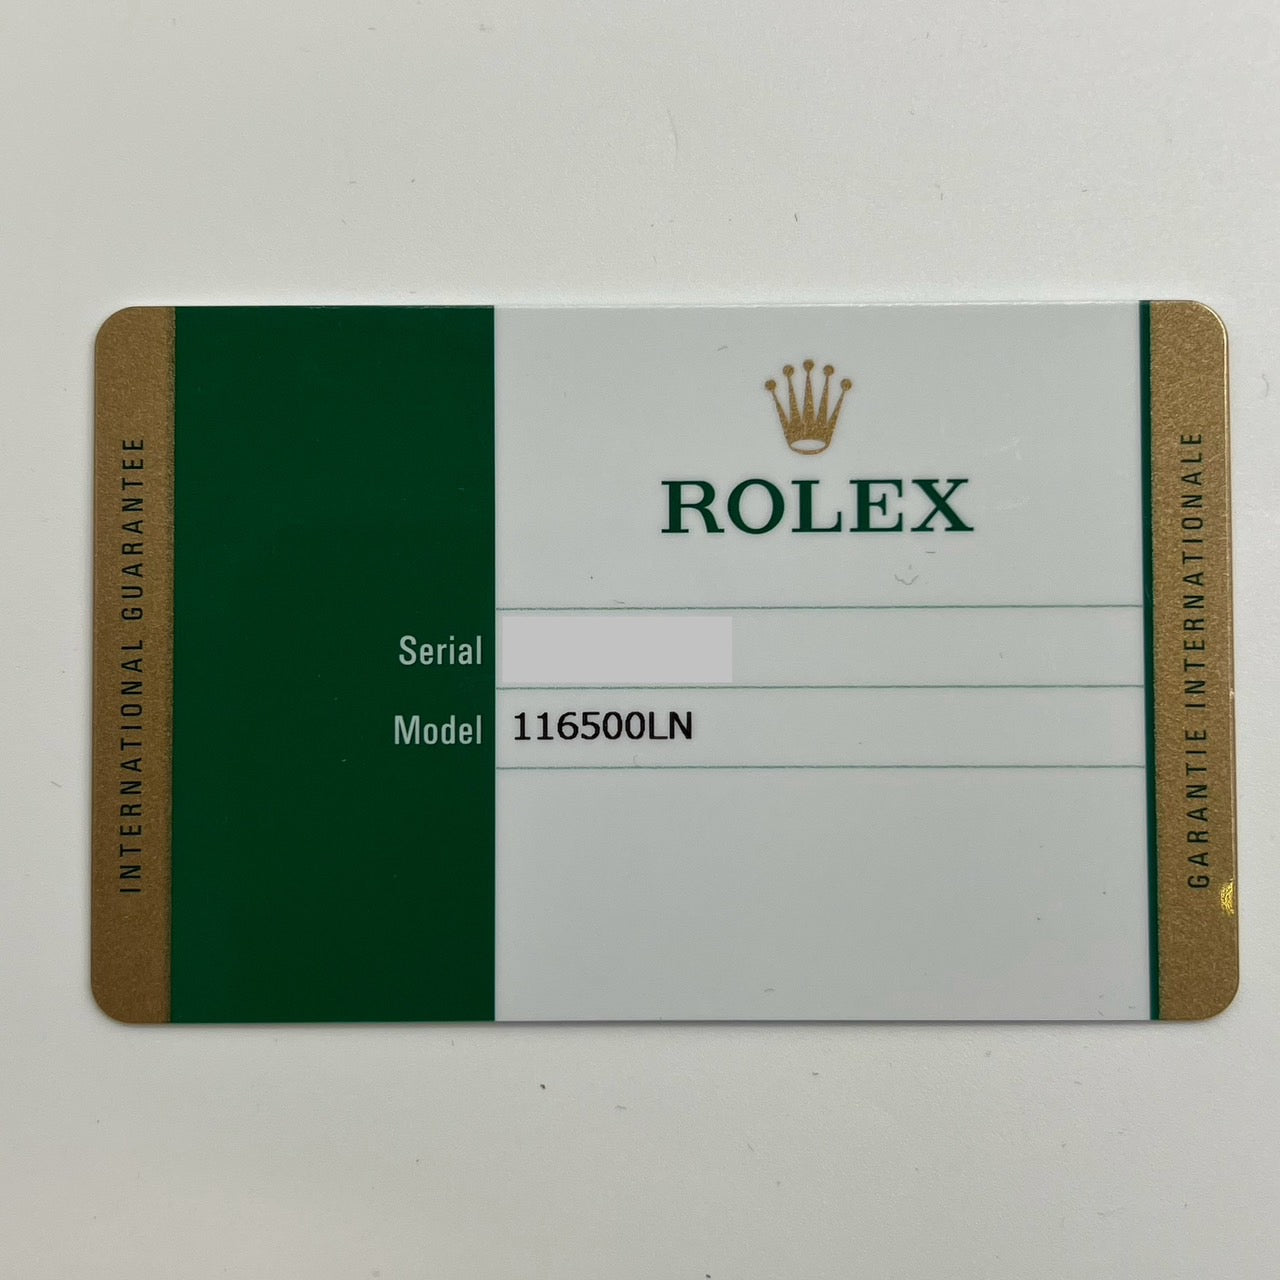 INTERNATIONAL GUARANTEE
ROLEX
Serial
Model 116500LN
GARANTIE INTERNATIONALE